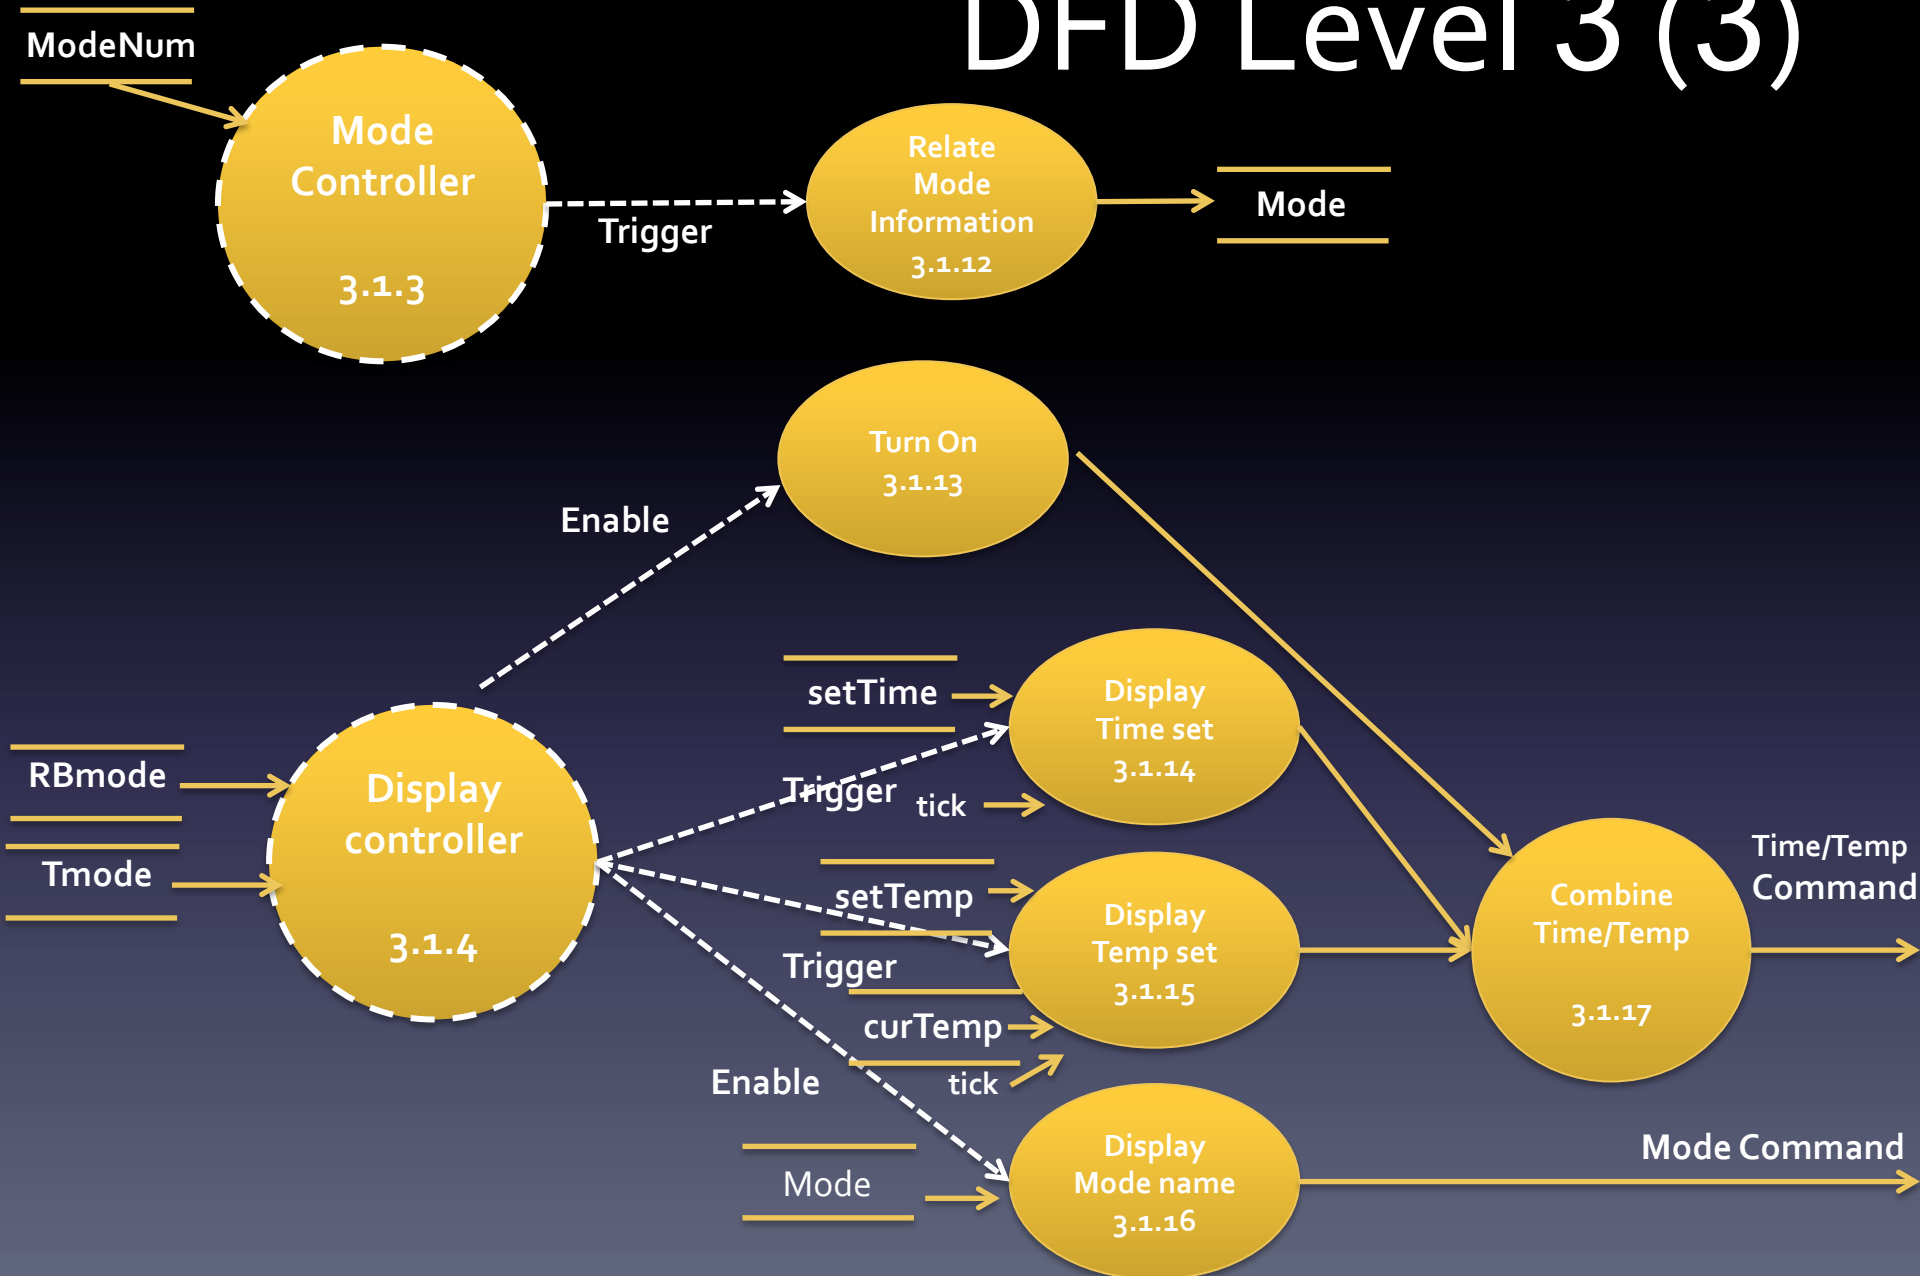 DFD Level 3 (3)
ModeNum
Mode
Controller
3.1.3
Trigger
Relate
Mode
Information
3.1.12
Mode
Turn On
3.1.13
Enable
setTime
Display
Time set
3.1.14
Trigger
tick
RBmode
Tmode
Display
controller
3.1.4
setTemp
Display
Temp set
3.1.15
Trigger
curTemp
tick
Combine
Time/Temp
3.1.17
Time/Temp
Command
Enable
Mode
Display
Mode name
3.1.16
Mode Command